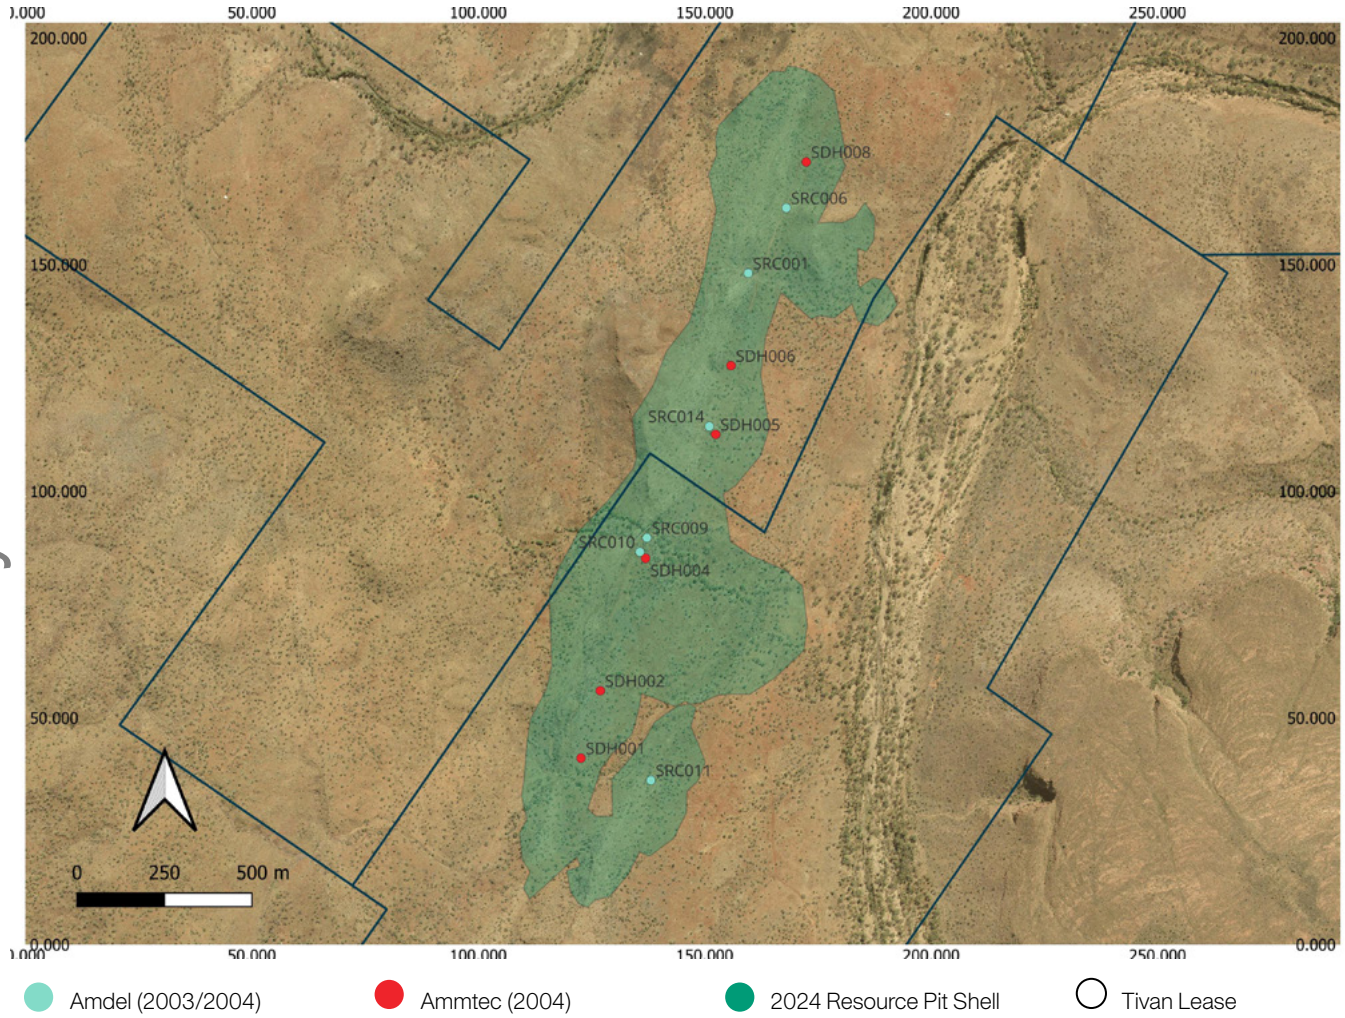 0.000 50.000 100.000 150.000 200.000 250.000
200.000 200.000
SDH008
SRC006
150.000 SRC001 150.000
SDH006
SRC014 SDH005
100.000 100.000
SRC009
SRC010
SDH004
SDH002
50.000 50.000
SDH001
SRC011
0 250 500 m
0.000 0.000
0.000 50.000 100.000 150.000 200.000 250.000
Amdel (2003/2004) Ammtec (2004) 2024 Resource Pit Shell Tivan Lease